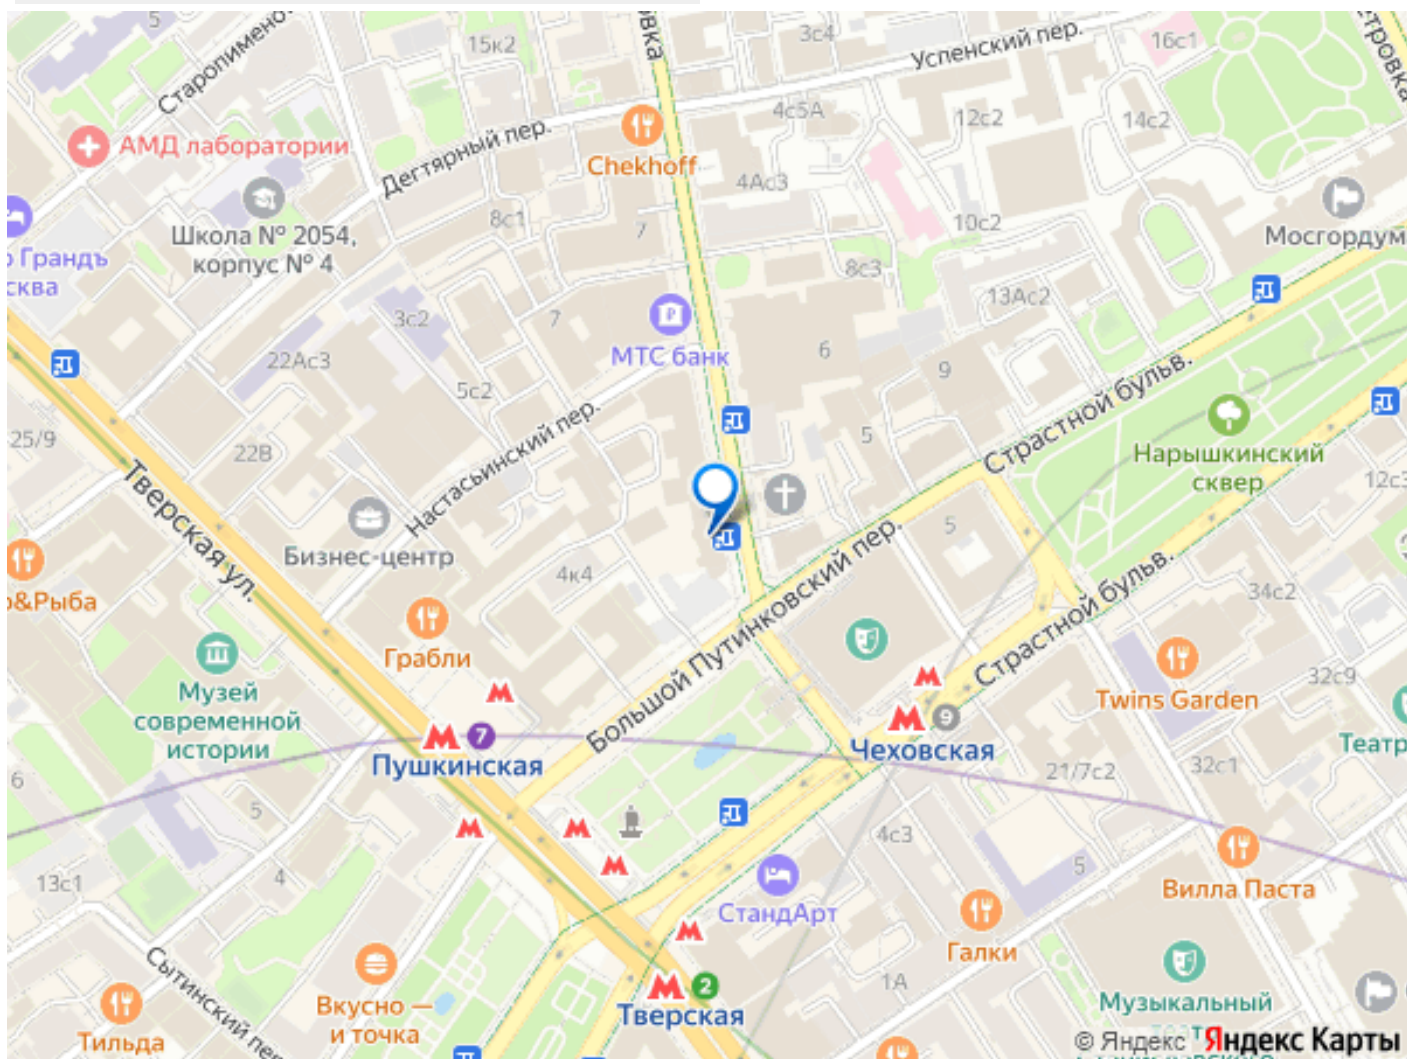 5
Старопимено
15к2
овка
3с4
Успенский пер.
16с1
тровка
4с5А
12с2
14с2
АМД лаборатории
Дегтярный пер.
Chekhoff
4Ас3
8с1
7
10с2
Школа № 2054,
корпус № 4
Мосгордум
о Грандъ
сква
8с3
13Ас2
3с2
7
МТС банк
6
22Ас3
5с2
9
Страстной бульв.
25/9
22В
Настасьинский пер.
5
Нарышкинский
сквер
12с3
Тверская ул.
Бизнес-центр
4к4
5
Большой Путинковский пер.
Страстной бульв.
34с2
о&Рыба
Грабли
Музей
современной
истории
32с9
Twins Garden
7
Пушкинская
9
Чеховская
Театр
21/7с2
32с1
6
5
4с3
5
13с1
4
Вилла Паста
СтандАрт
Галки
Сытинский пер
Вкусно —
и точка
Тильда
2
Тверская
1А
Музыкальный
© Яндекс Яндекс Карты